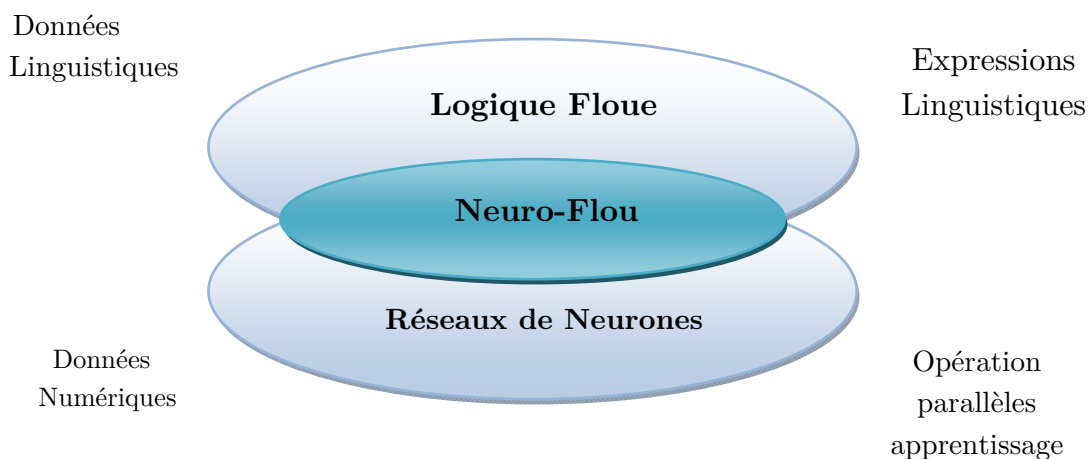 Données
Linguistiques
Expressions
Linguistiques
Logique Floue
Neuro-Flou
Réseaux de Neurones
Données
Numériques
Opération
parallèles
apprentissage